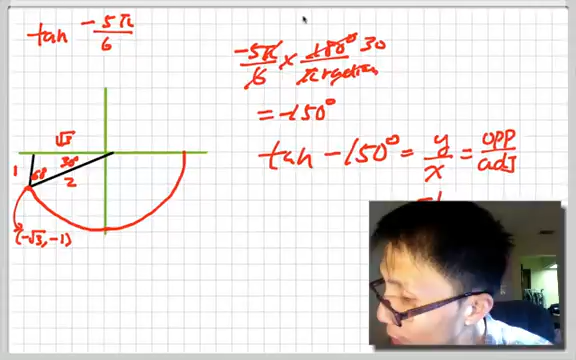 tan -5π/6
-5π/6 × 180° 30/π radian
= -150°
tan -150° = y/x = opp/adj
√3
1 60° 30°
2
(-√3, -1)
-1